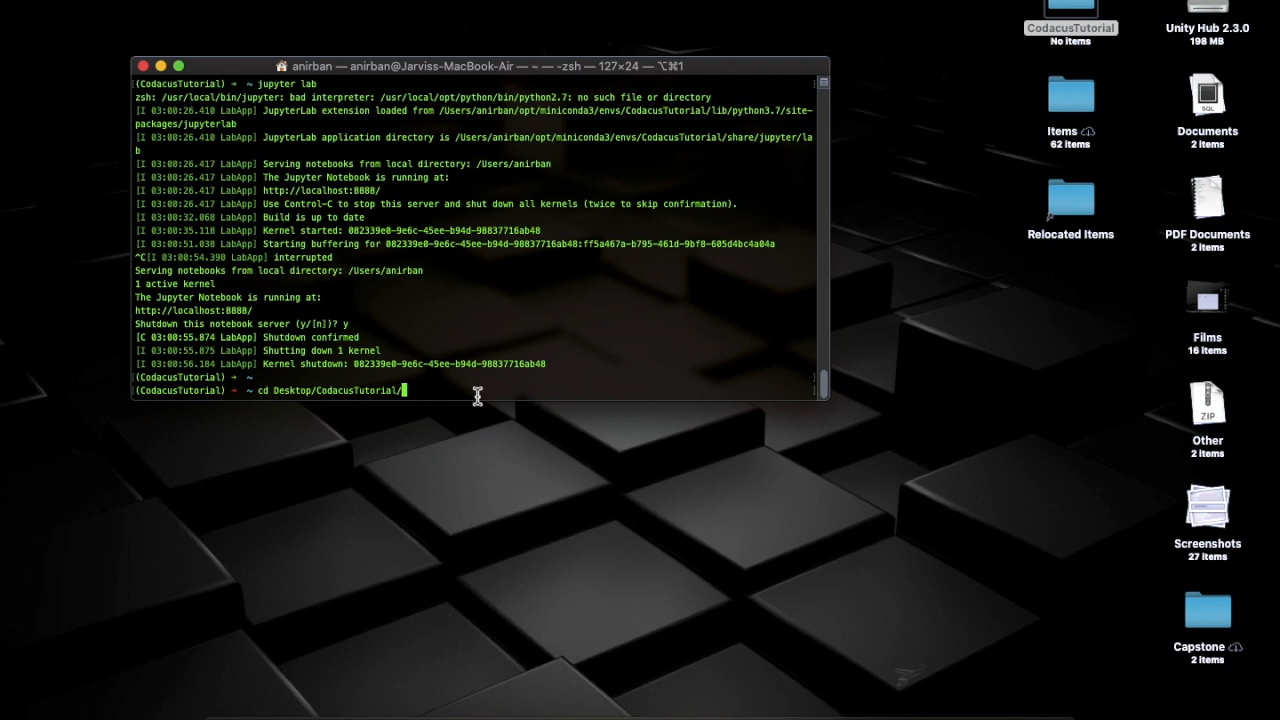 anirban — anirban@Jarviss-MacBook-Air — ~ — -zsh — 127×24 — ⌥⌘1
(CodacusTutorial) ➜  ~ jupyter lab
zsh: /usr/local/bin/jupyter: bad interpreter: /usr/local/opt/python/bin/python2.7: no such file or directory
[I 03:00:26.410 LabApp] JupyterLab extension loaded from /Users/anirban/opt/miniconda3/envs/CodacusTutorial/lib/python3.7/site-
packages/jupyterlab
[I 03:00:26.410 LabApp] JupyterLab application directory is /Users/anirban/opt/miniconda3/envs/CodacusTutorial/share/jupyter/la
b
[I 03:00:26.417 LabApp] Serving notebooks from local directory: /Users/anirban
[I 03:00:26.417 LabApp] The Jupyter Notebook is running at:
[I 03:00:26.417 LabApp] http://localhost:8888/
[I 03:00:26.417 LabApp] Use Control-C to stop this server and shut down all kernels (twice to skip confirmation).
[I 03:00:32.068 LabApp] Build is up to date
[I 03:00:35.118 LabApp] Kernel started: 082339e0-9e6c-45ee-b94d-98837716ab48
[I 03:00:51.038 LabApp] Starting buffering for 082339e0-9e6c-45ee-b94d-98837716ab48:ff5a467a-b795-461d-9bf8-605d4bc4a04a
^C[I 03:00:54.390 LabApp] interrupted
Serving notebooks from local directory: /Users/anirban
1 active kernel
The Jupyter Notebook is running at:
http://localhost:8888/
Shutdown this notebook server (y/[n])? y
[C 03:00:55.874 LabApp] Shutdown confirmed
[I 03:00:55.875 LabApp] Shutting down 1 kernel
[I 03:00:56.184 LabApp] Kernel shutdown: 082339e0-9e6c-45ee-b94d-98837716ab48
(CodacusTutorial) ➜  ~
(CodacusTutorial) ➜  ~ cd Desktop/CodacusTutorial/
CodacusTutorial
No items
Unity Hub 2.3.0
198 MB
Items
62 items
SQL
Documents
2 items
Relocated Items
PDF Documents
2 items
Films
16 items
ZIP
Other
2 items
Screenshots
27 items
Capstone
2 items